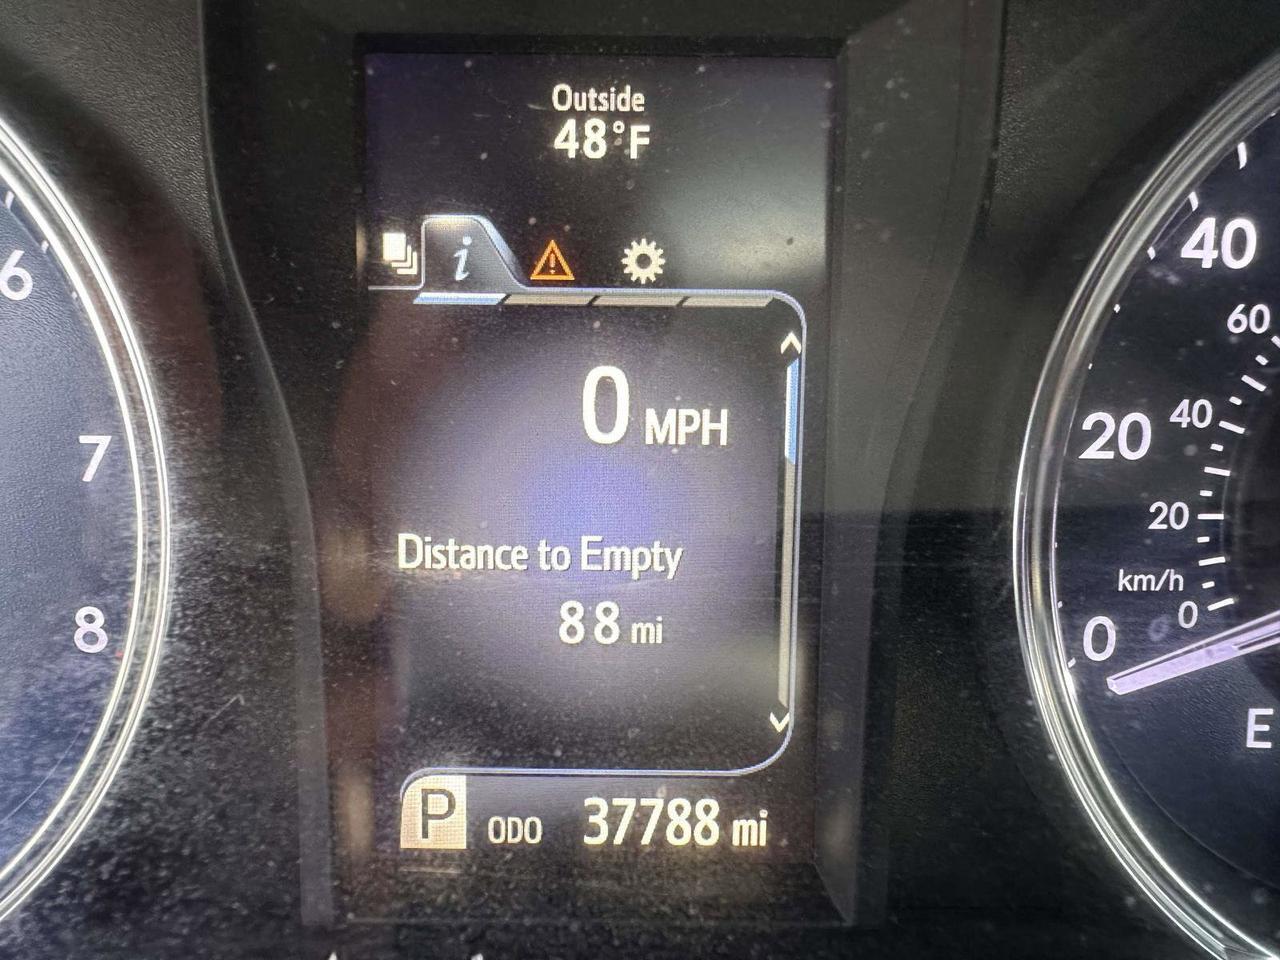 Outside
48°F
i
0 MPH
Distance to Empty
88 mi
P ODO 37788 mi
6
7
8
40
60
20
40
20
km/h
0
0
E